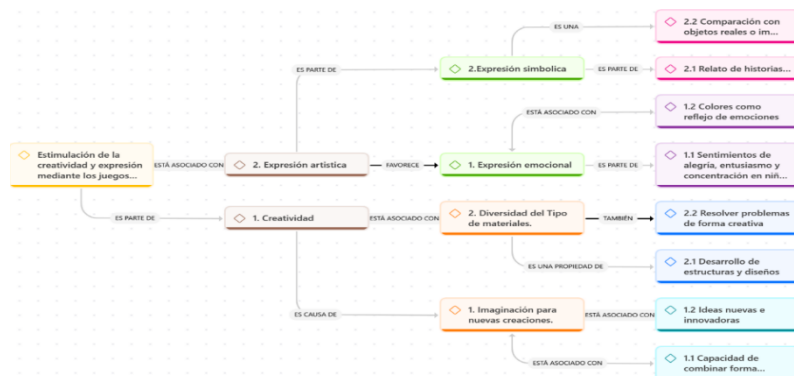 ES UNA
2.2 Comparación con
objetos reales o im...
ES PARTE DE
2.Expresión simbolica
ES PARTE DE
2.1 Relato de historias...
ESTÁ ASOCIADO CON
1.2 Colores como
reflejo de emociones
Estimulación de la
creatividad y expresión
mediante los juegos...
ESTÁ ASOCIADO CON
2. Expresión artistica
FAVORECE
1. Expresión emocional
ES PARTE DE
1.1 Sentimientos de
alegría, entusiasmo y
concentración en niñ...
ES PARTE DE
1. Creatividad
ESTÁ ASOCIADO CON
2. Diversidad del Tipo
de materiales.
TAMBIÉN
2.2 Resolver problemas
de forma creativa
ES UNA PROPIEDAD DE
2.1 Desarrollo de
estructuras y diseños
ES CAUSA DE
1. Imaginación para
nuevas creaciones.
ESTÁ ASOCIADO CON
1.2 Ideas nuevas e
innovadoras
ESTÁ ASOCIADO CON
1.1 Capacidad de
combinar forma...